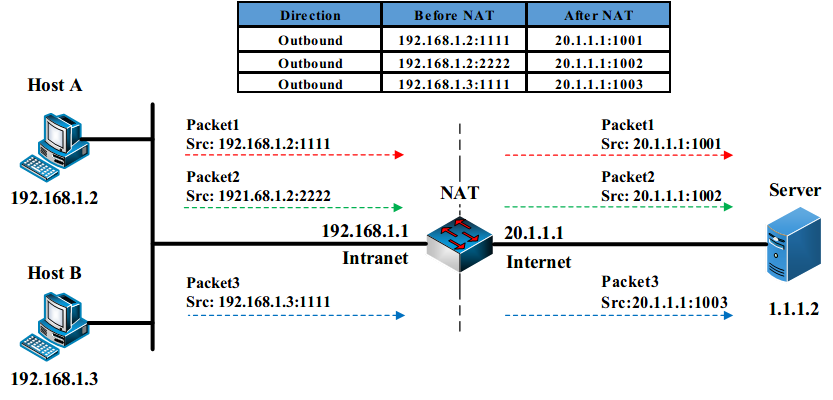 Direction Before NAT After NAT
Outbound 192.168.1.2:1111 20.1.1.1:1001
Outbound 192.168.1.2:2222 20.1.1.1:1002
Outbound 192.168.1.3:1111 20.1.1.1:1003
Host A
192.168.1.2
Packet1
Src: 192.168.1.1:1111
Packet2
Src: 1921.68.1.2:2222
192.168.1.1
Intranet
NAT
Packet1
Src: 20.1.1.1:1001
Packet2
Src: 20.1.1.1:1002
20.1.1.1
Internet
Server
1.1.1.2
Host B
192.168.1.3
Packet3
Src: 192.168.1.3:1111
Packet3
Src:20.1.1.1:1003